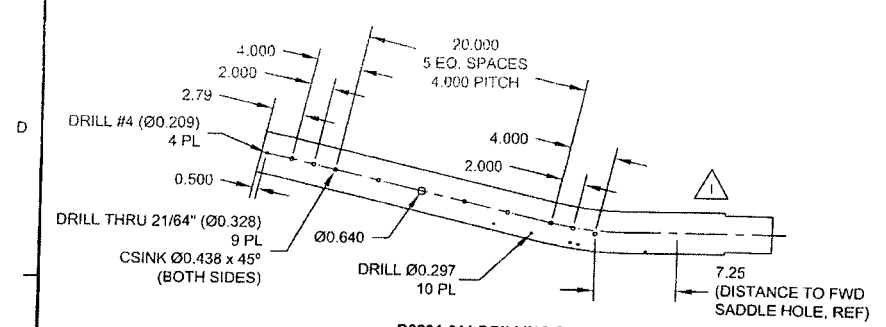 4.000
2.000
2.79
20.000
5 EQ. SPACES
4.000 PITCH
4.000
2.000
D
DRILL #4 (Ø0.209)
4 PL
0.500
DRILL THRU 21/64" (Ø0.328)
9 PL
CSINK Ø0.438 x 45°
(BOTH SIDES)
Ø0.640
DRILL Ø0.297
10 PL
1
7.25
(DISTANCE TO FWD
SADDLE HOLE, REF)